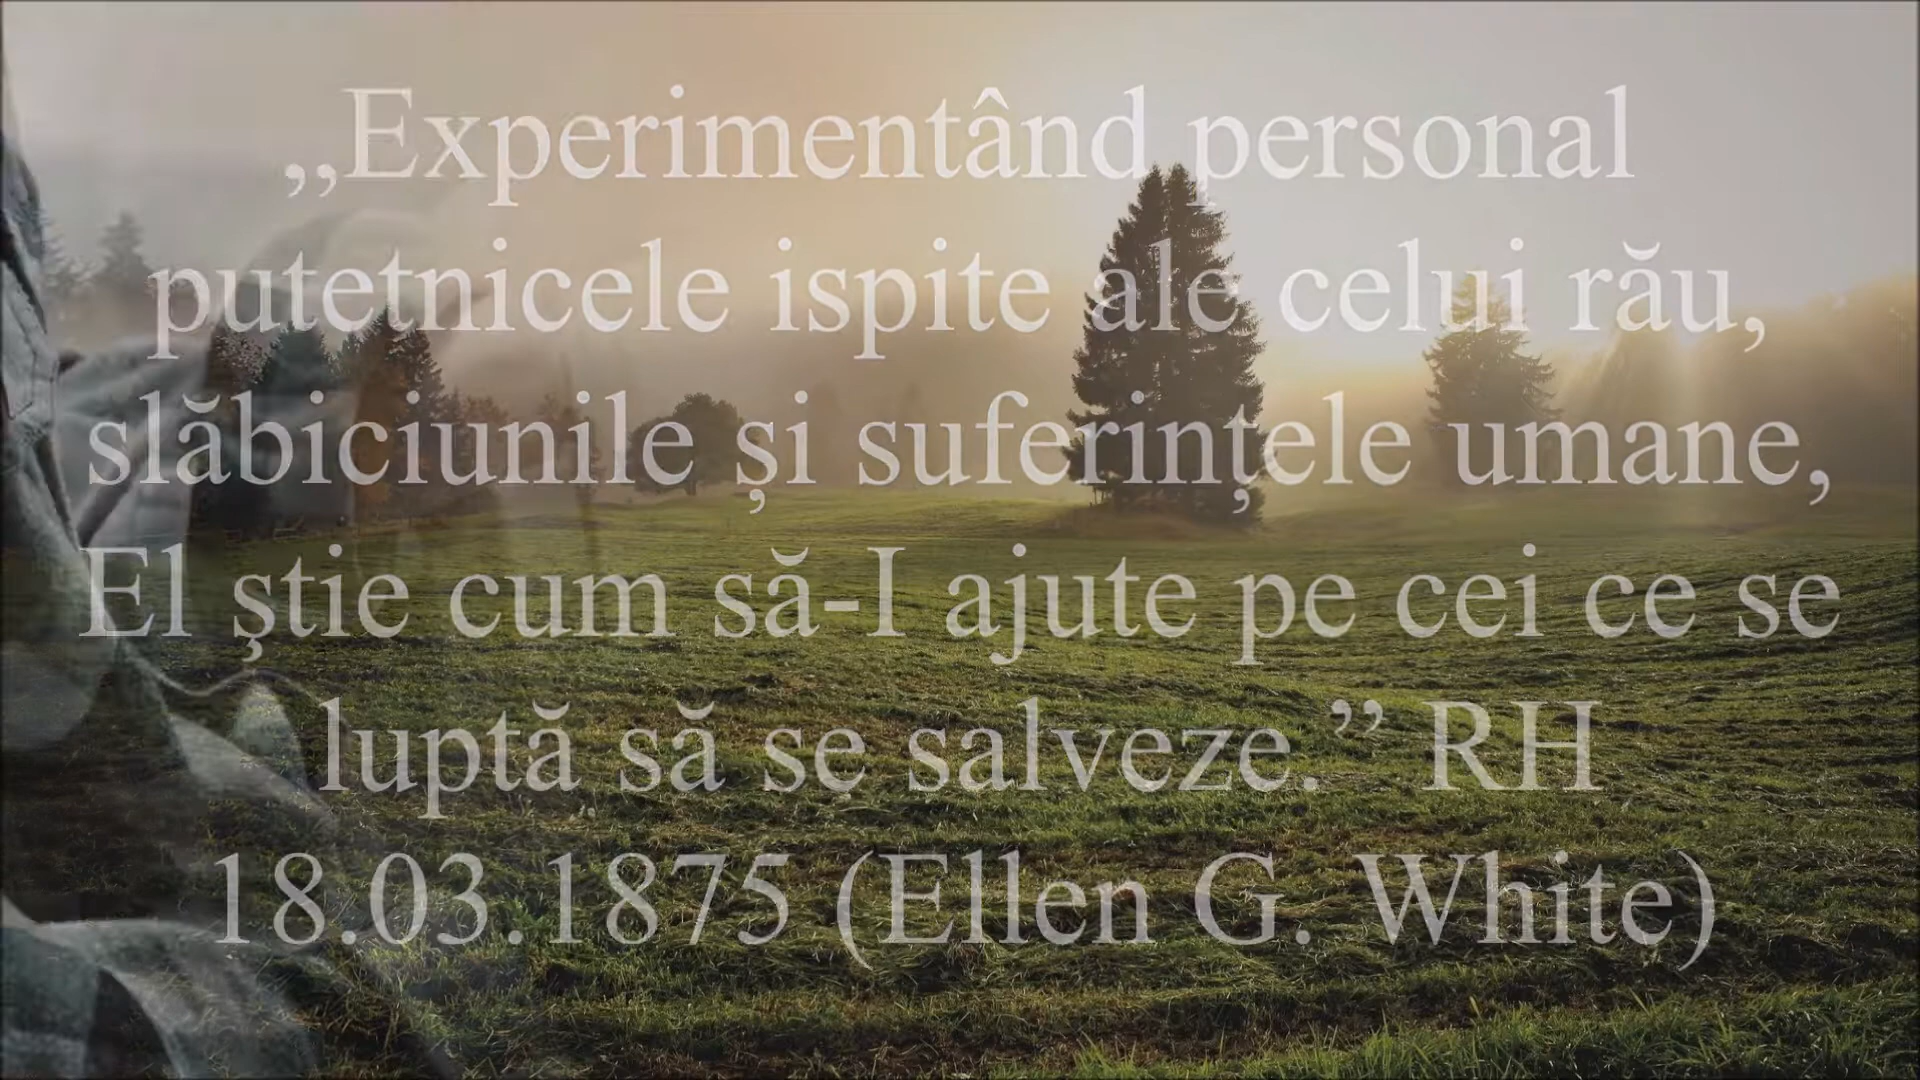 „Experimentând personal
putetnicele ispite ale celui rău,
slăbiciunile și suferințele umane,
El ştie cum să-I ajute pe cei ce se
luptă să se salveze.” RH
18.03.1875 (Ellen G. White)